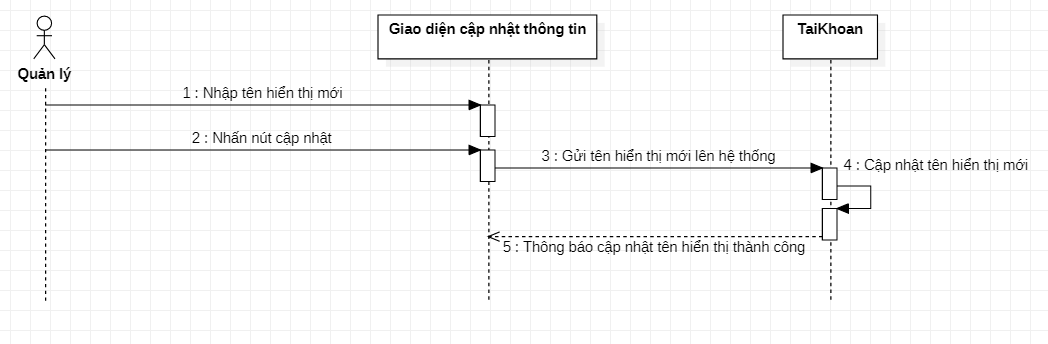 Giao diện cập nhật thông tin
TaiKhoan
Quản lý
1 : Nhập tên hiển thị mới
2 : Nhấn nút cập nhật
3 : Gửi tên hiển thị mới lên hệ thống
4 : Cập nhật tên hiển thị mới
5 : Thông báo cập nhật tên hiển thị thành công